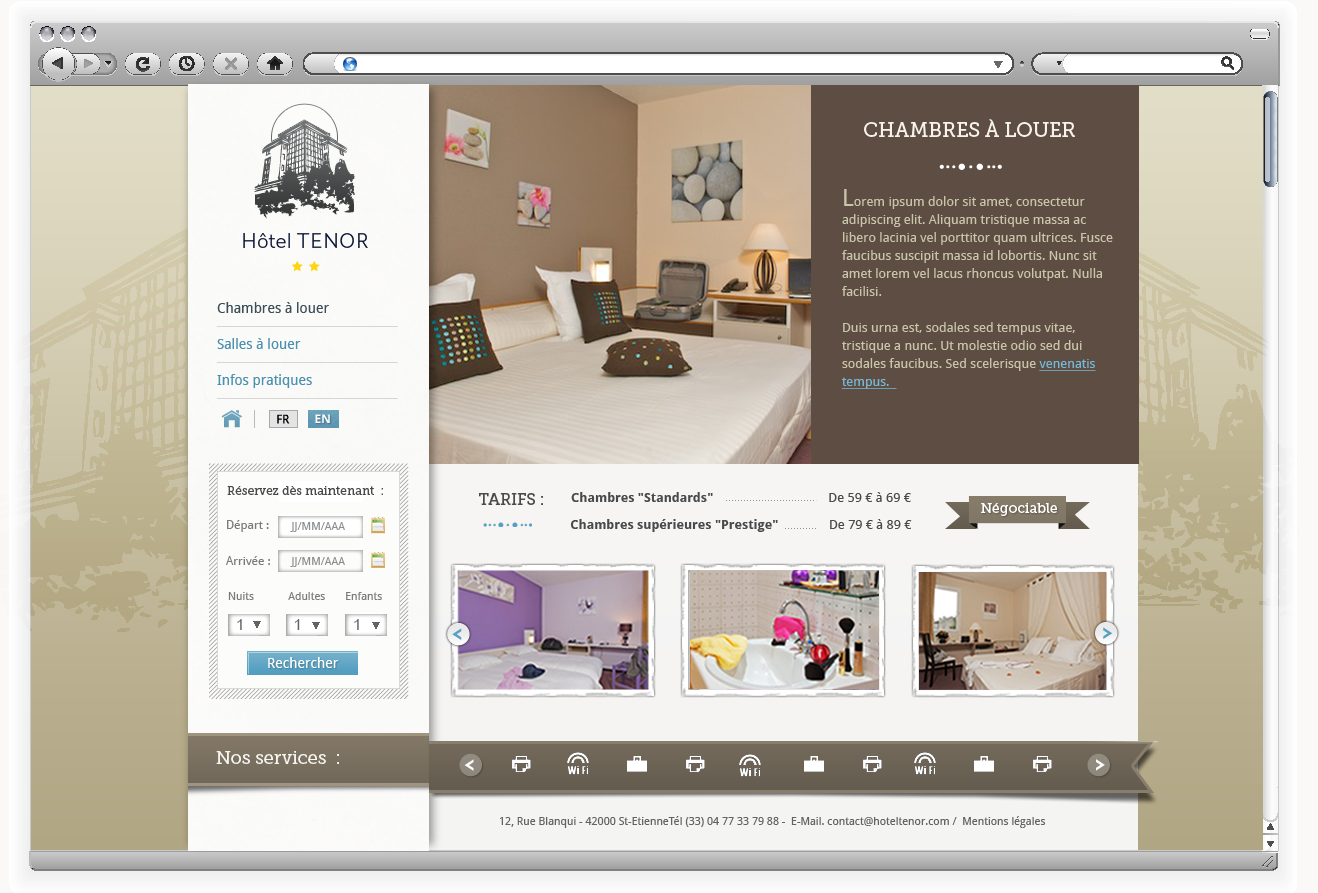 Hôtel TENOR
Chambres à louer
Salles à louer
Infos pratiques
FR EN
Réservez dès maintenant :
Départ : JJ/MM/AAA
Arrivée : JJ/MM/AAA
Nuits Adultes Enfants
1 1 1
Rechercher
Nos services :
CHAMBRES À LOUER
Lorem ipsum dolor sit amet, consectetur
adipiscing elit. Aliquam tristique massa ac
libero lacinia vel porttitor quam ultrices. Fusce
faucibus suscipit massa id lobortis. Nunc sit
amet lorem vel lacus rhoncus volutpat. Nulla
facilisi.
Duis urna est, sodales sed tempus vitae,
tristique a nunc. Ut molestie odio sed dui
sodales faucibus. Sed scelerisque venenatis
tempus.
TARIFS :
Chambres "Standards" De 59 € à 69 €
Chambres supérieures "Prestige" De 79 € à 89 €
Négociable
Wi Fi Wi Fi Wi Fi
12, Rue Blanqui - 42000 St-EtienneTél (33) 04 77 33 79 88 - E-Mail. contact@hoteltenor.com / Mentions légales